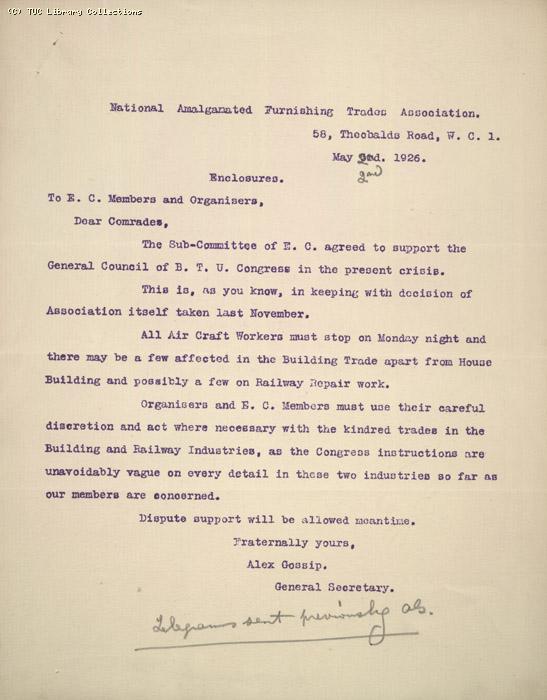 (C) TUC Library Collections
National Amalgamated Furnishing Trades Association.
58, Theobalds Road, W. C. 1.
May 2nd. 1926.
2nd
Enclosures.
To E. C. Members and Organisers,
Dear Comrades,
The Sub-Committee of E. C. agreed to support the
General Council of B. T. U. Congress in the present crisis.
This is, as you know, in keeping with decision of
Association itself taken last November.
All Air Craft Workers must stop on Monday night and
there may be a few affected in the Building Trade apart from House
Building and possibly a few on Railway Repair work.
Organisers and E. C. Members must use their careful
discretion and act where necessary with the kindred trades in the
Building and Railway Industries, as the Congress instructions are
unavoidably vague on every detail in these two industries so far as
our members are concerned.
Dispute support will be allowed meantime.
Fraternally yours,
Alex Gossip.
General Secretary.
Telegrams sent previously AG.